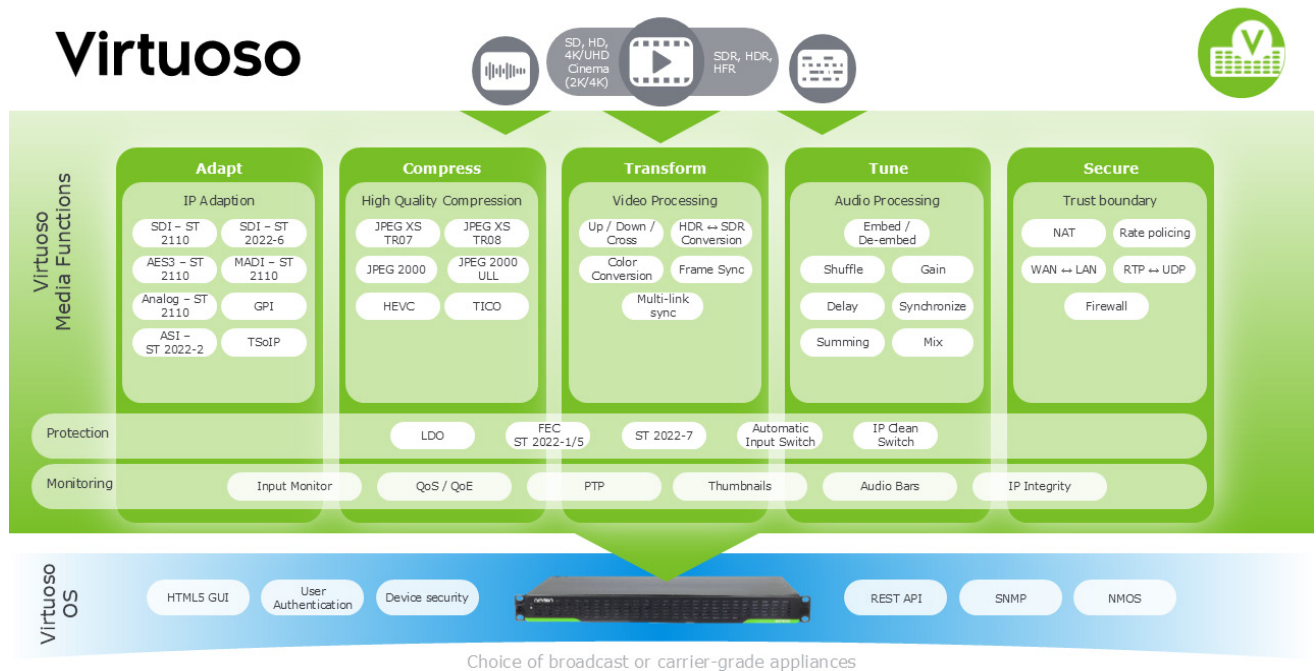 Virtuoso
SD, HD,
4K/UHD
Cinema
(2K/4K)
SDR, HDR,
HFR
V
Virtuoso
Media Functions
Adapt
IP Adaption
SDI – ST
2110
SDI – ST
2022-6
AES3 – ST
2110
MADI – ST
2110
Analog – ST
2110
GPI
ASI –
ST 2022-2
TSoIP
Compress
High Quality Compression
JPEG XS
TR07
JPEG XS
TR08
JPEG 2000
JPEG 2000
ULL
HEVC
TICO
Transform
Video Processing
Up / Down /
Cross
HDR ↔ SDR
Conversion
Color
Conversion
Frame Sync
Multi-link
sync
Tune
Audio Processing
Embed /
De-embed
Shuffle
Gain
Delay
Synchronize
Summing
Mix
Secure
Trust boundary
NAT
Rate policing
WAN ↔ LAN
RTP ↔ UDP
Firewall
Protection
LDO
FEC
ST 2022-1/5
ST 2022-7
Automatic
Input Switch
IP Clean
Switch
Monitoring
Input Monitor
QoS / QoE
PTP
Thumbnails
Audio Bars
IP Integrity
Virtuoso
OS
HTML5 GUI
User
Authentication
Device security
nevion
REST API
SNMP
NMOS
Choice of broadcast or carrier-grade appliances